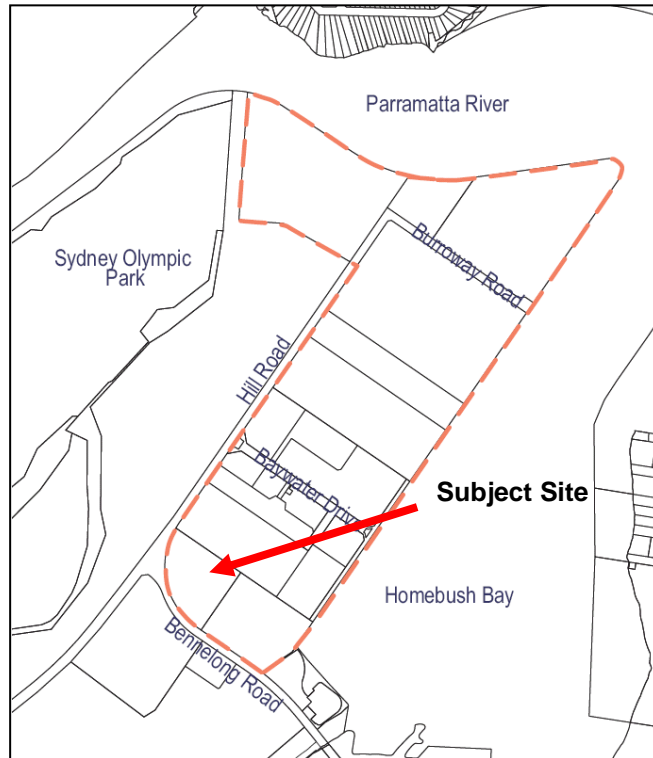 Parramatta River
Burroway Road
Sydney Olympic
Park
Hill Road
Baywater Drive
Subject Site
Homebush Bay
Bennelong Road